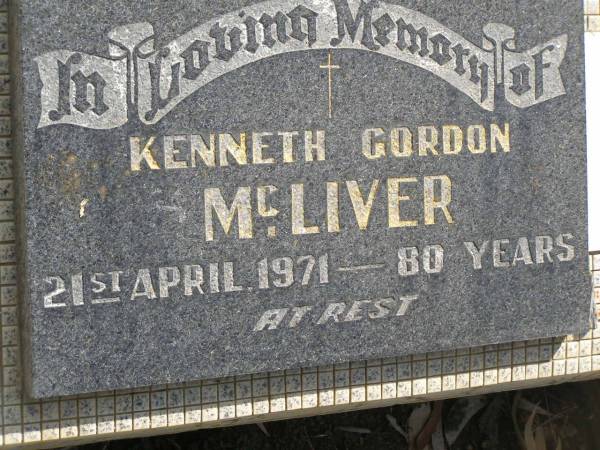 In Loving Memory of
KENNETH GORDON
McLIVER
21ST APRIL 1971 — 80 YEARS
AT REST